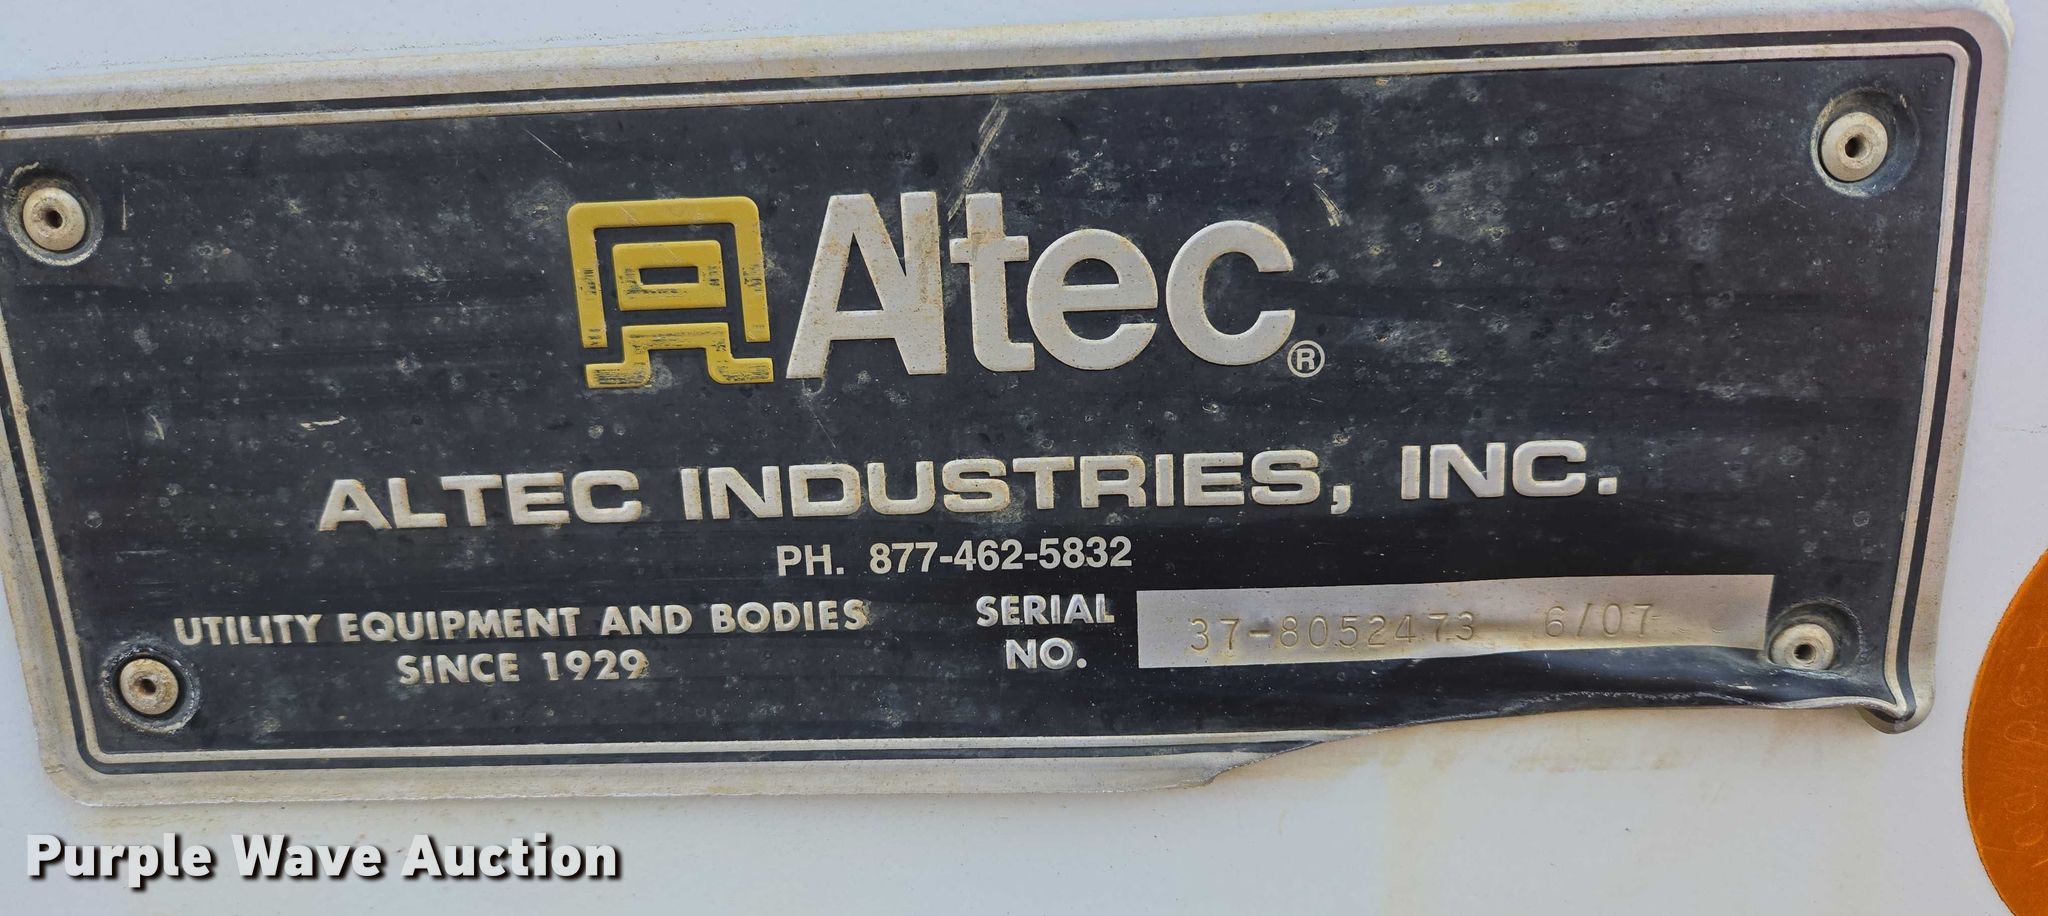 Altec®
ALTEC INDUSTRIES, INC.
PH. 877-462-5832
UTILITY EQUIPMENT AND BODIES
SINCE 1929
SERIAL
NO.
37-8052473 6/07
Purple Wave Auction